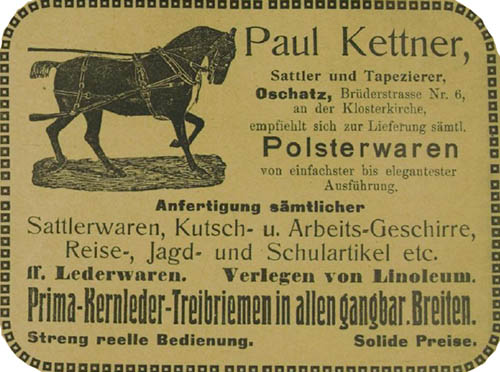 Paul Kettner,
Sattler und Tapezierer,
Oschatz, Brüderstrasse Nr. 6,
an der Klosterkirche,
empfiehlt sich zur Lieferung sämtl.
Polsterwaren
von einfachster bis elegantester
Ausführung.
Anfertigung sämtlicher
Sattlerwaren, Kutsch- u. Arbeits-Geschirre,
Reise-, Jagd- und Schulartikel etc.
ff. Lederwaren. Verlegen von Linoleum.
Prima-Kernleder-Treibriemen in allen gangbar. Breiten.
Streng reelle Bedienung. Solide Preise.